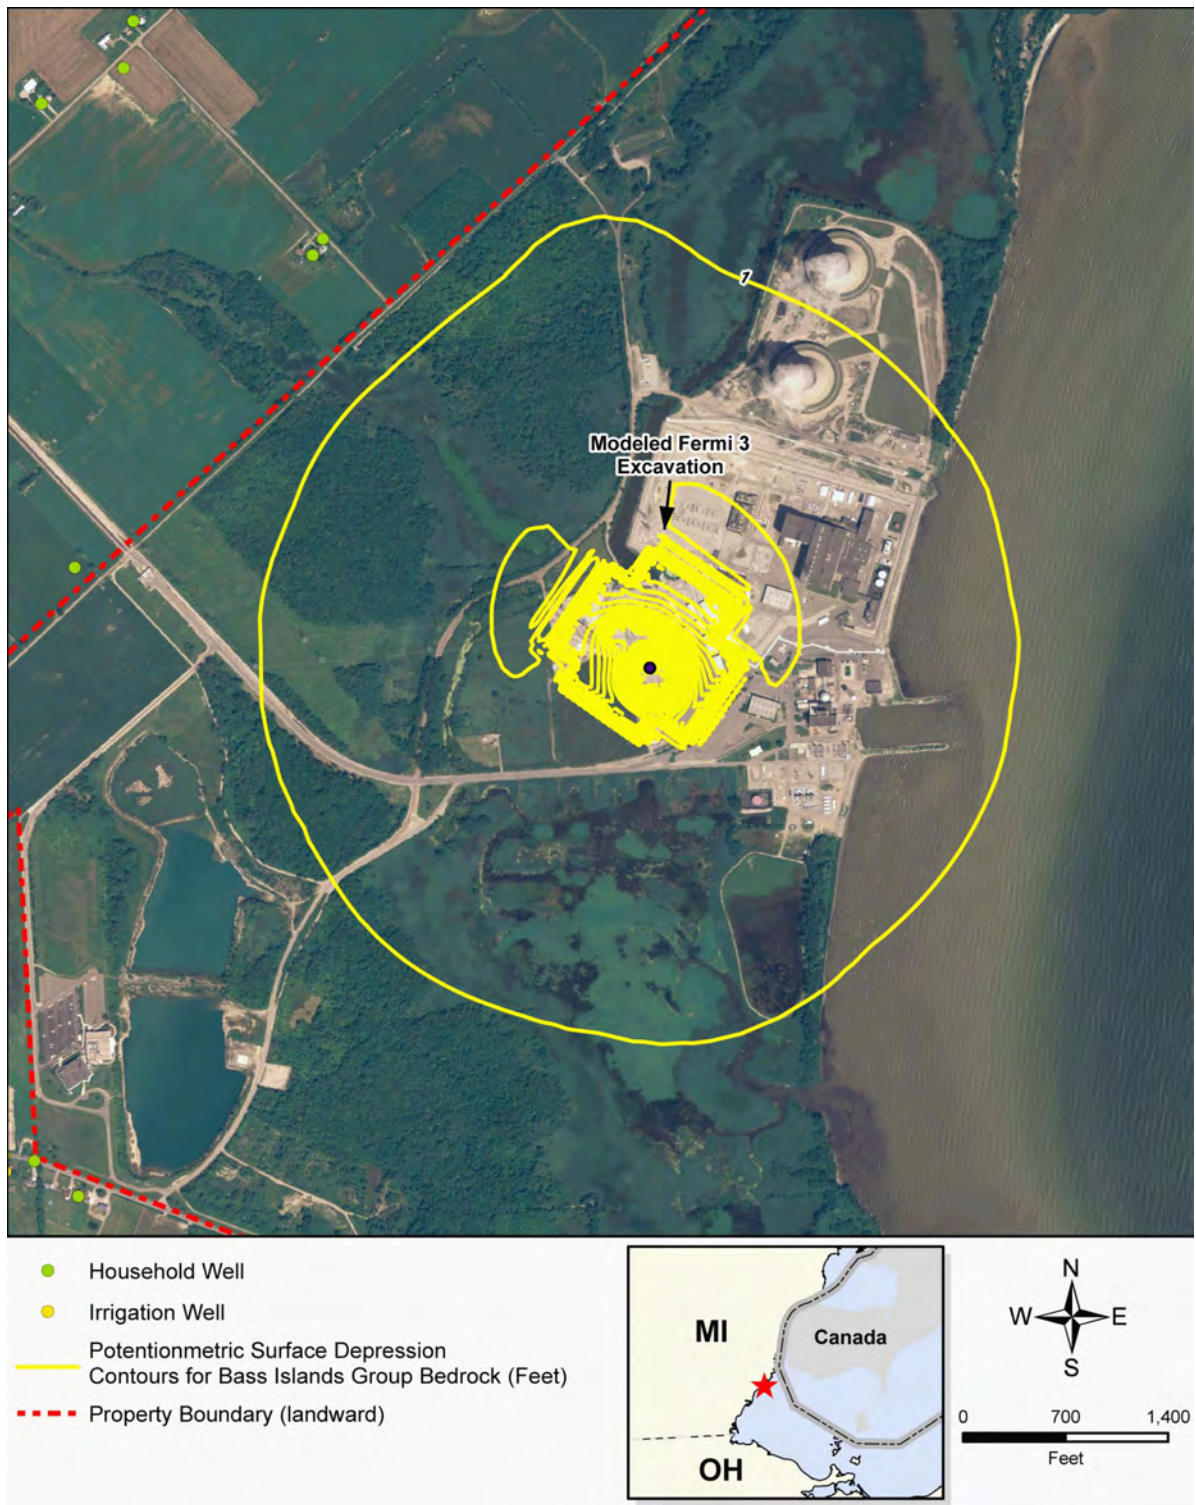 1
Modeled Fermi 3
Excavation
Household Well
Irrigation Well
Potentionmetric Surface Depression
Contours for Bass Islands Group Bedrock (Feet)
Property Boundary (landward)
MI
Canada
OH
N
W
E
S
0
700
1,400
Feet